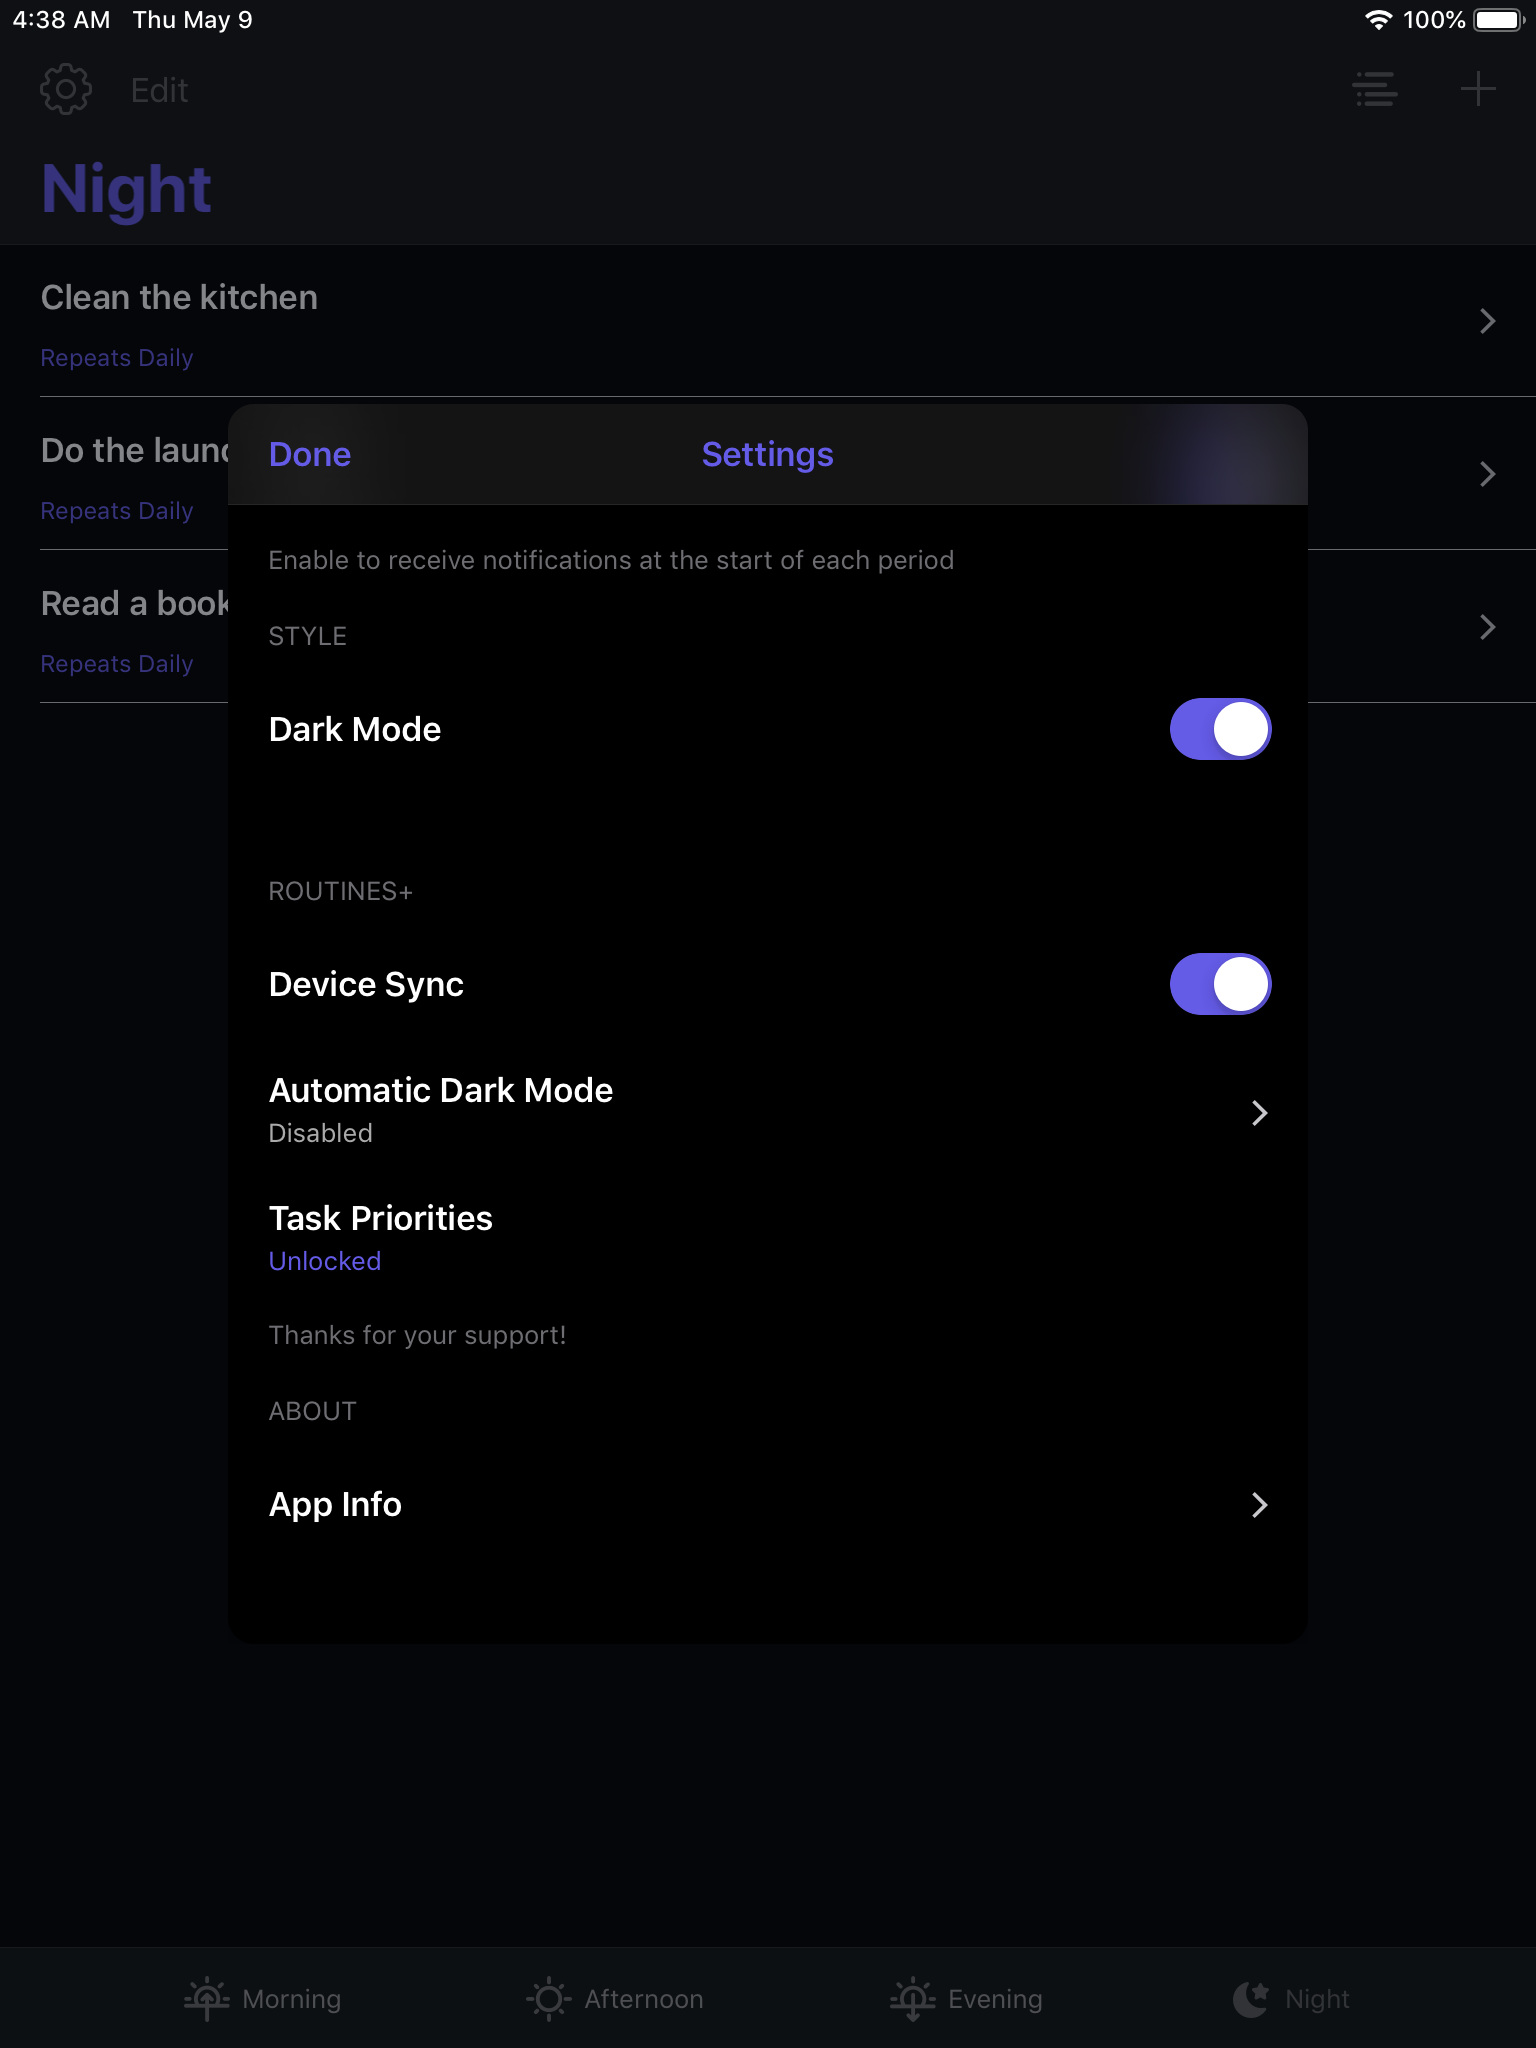 4:38 AM Thu May 9 100%
Edit
Night
Clean the kitchen
Repeats Daily
Do the laun
Repeats Daily
Read a book
Repeats Daily
Done Settings
Enable to receive notifications at the start of each period
STYLE
Dark Mode
ROUTINES+
Device Sync
Automatic Dark Mode
Disabled
Task Priorities
Unlocked
Thanks for your support!
ABOUT
App Info
Morning Afternoon Evening Night